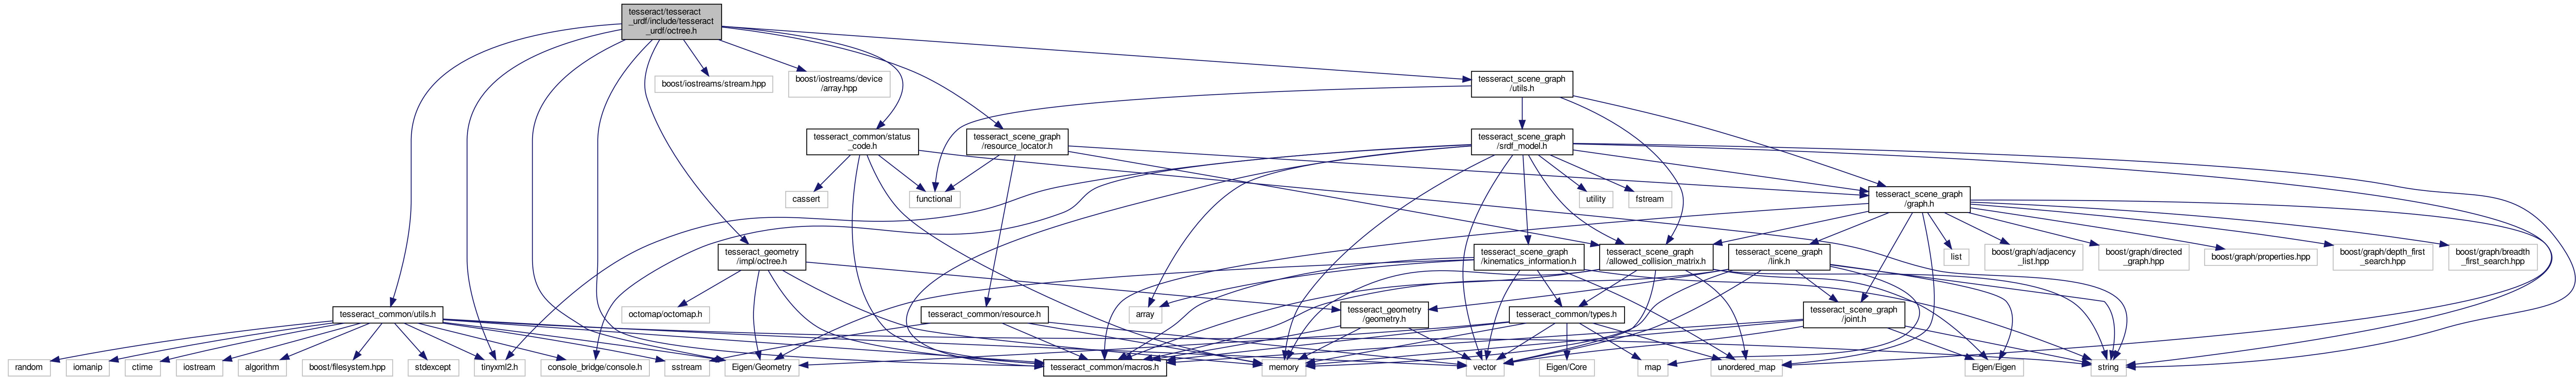 tesseract/tesseract
_urdf/include/tesseract
_urdf/octree.h
boost/iostreams/stream.hpp
boost/iostreams/device
/array.hpp
tesseract_scene_graph
/utils.h
tesseract_common/status
_code.h
tesseract_scene_graph
/resource_locator.h
tesseract_scene_graph
/srdf_model.h
cassert
functional
utility
fstream
tesseract_scene_graph
/graph.h
tesseract_geometry
/impl/octree.h
tesseract_scene_graph
/kinematics_information.h
tesseract_scene_graph
/allowed_collision_matrix.h
tesseract_scene_graph
/link.h
list
boost/graph/adjacency
_list.hpp
boost/graph/directed
_graph.hpp
boost/graph/properties.hpp
boost/graph/depth_first
_search.hpp
boost/graph/breadth
_first_search.hpp
tesseract_common/utils.h
octomap/octomap.h
tesseract_common/resource.h
array
tesseract_geometry
/geometry.h
tesseract_common/types.h
tesseract_scene_graph
/joint.h
random
iomanip
ctime
iostream
algorithm
boost/filesystem.hpp
stdexcept
tinyxml2.h
console_bridge/console.h
sstream
Eigen/Geometry
tesseract_common/macros.h
memory
vector
Eigen/Core
map
unordered_map
Eigen/Eigen
string